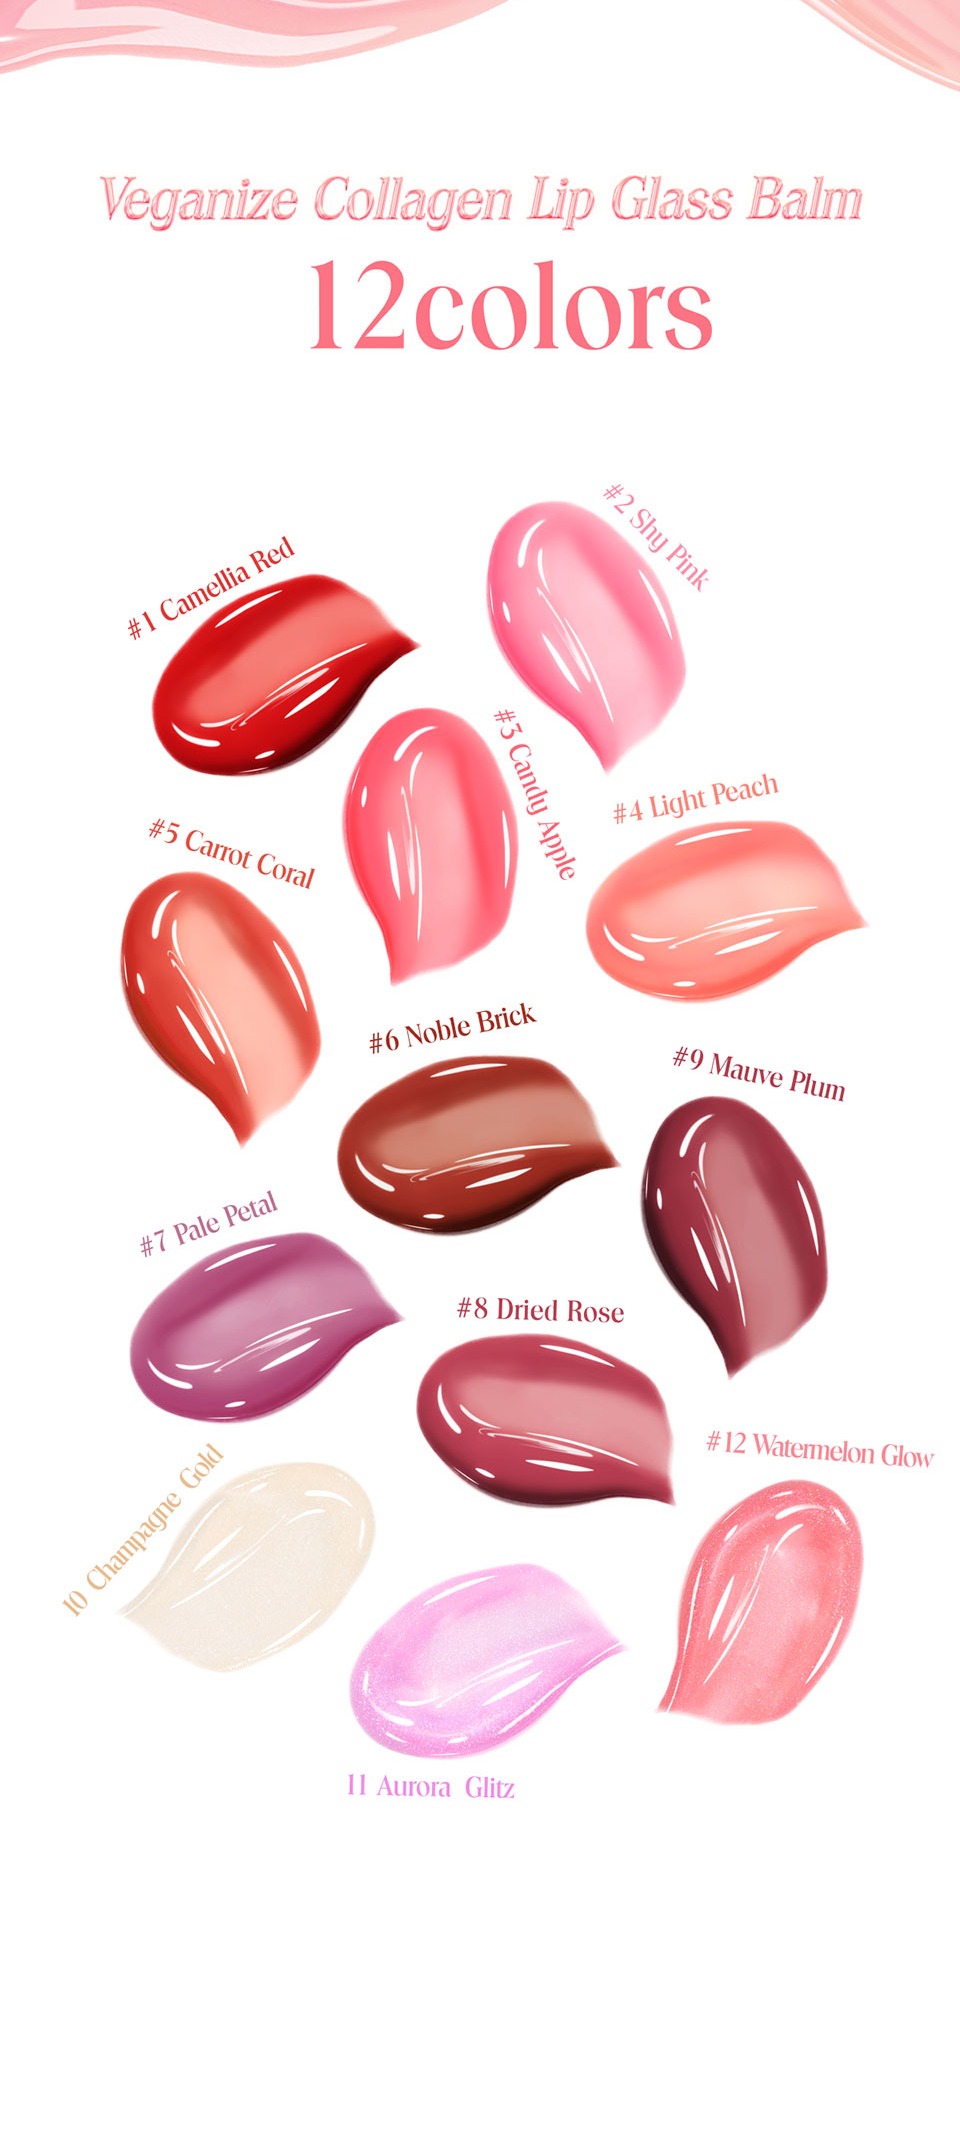 Veganize Collagen Lip Glass Balm
12colors
#1 Camellia Red
#2 Shy Pink
#3 Candy Apple
#4 Light Peach
#5 Carrot Coral
#6 Noble Brick
#9 Mauve Plum
#7 Pale Petal
#8 Dried Rose
10 Champagne Gold
#12 Watermelon Glow
11 Aurora Glitz